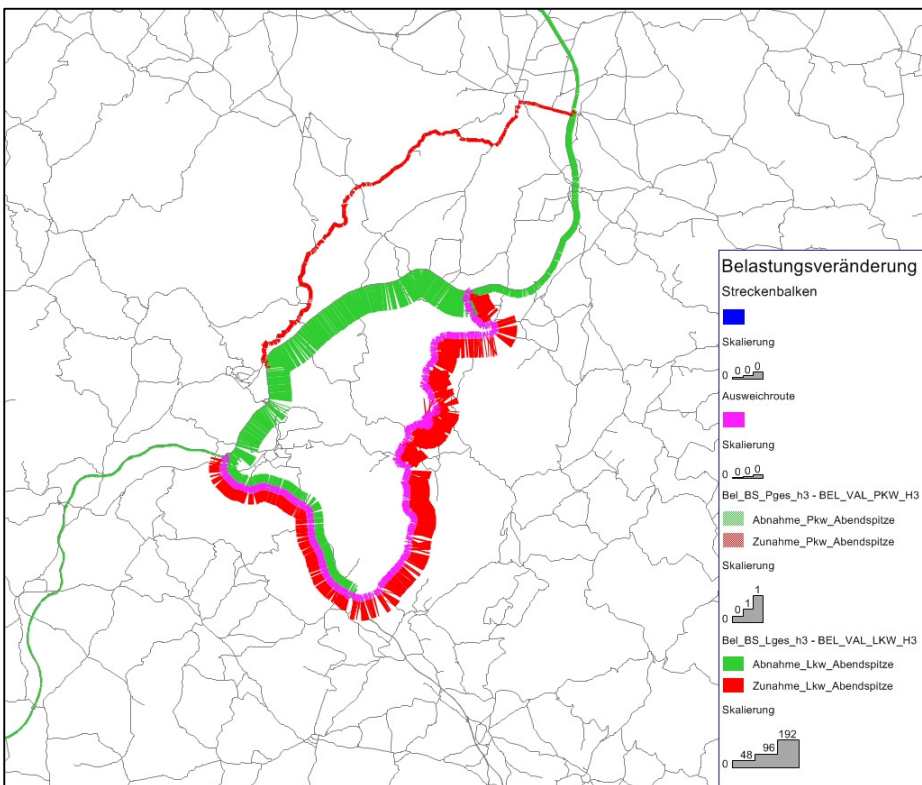 Belastungsveränderung
Streckenbalken
Skalierung
0 0 0 0
Ausweichroute
Skalierung
0 0 0 0
Bel_BS_Pges_h3 - BEL_VAL_PKW_H3
Abnahme_Pkw_Abendspitze
Zunahme_Pkw_Abendspitze
Skalierung
0 0 1 1
Bel_BS_Lges_h3 - BEL_VAL_LKW_H3
Abnahme_Lkw_Abendspitze
Zunahme_Lkw_Abendspitze
Skalierung
0 48 96 192